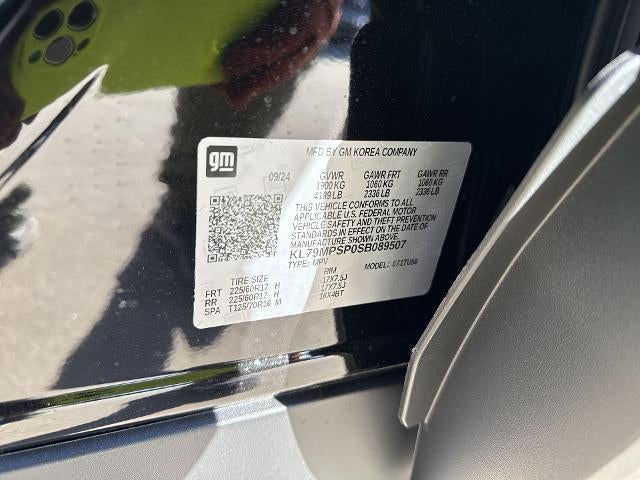 gm
MFD BY GM KOREA COMPANY
09/24 GVWR GAWR FRT GAWR RR
1900 KG 1060 KG 1060 KG
4189 LB 2336 LB 2336 LB
THIS VEHICLE CONFORMS TO ALL
APPLICABLE U.S. FEDERAL MOTOR
VEHICLE SAFETY AND THEFT PREVENTION
STANDARDS IN EFFECT ON THE DATE OF
MANUFACTURE SHOWN ABOVE.
KL79MPSP0SB089507
TYPE: MPV MODEL: 071TU56
TIRE SIZE RIM
FRT 225/60R17 H 17X7.5J
RR 225/60R17 H 17X7.5J
SPA T125/70R16 M 16X4BT